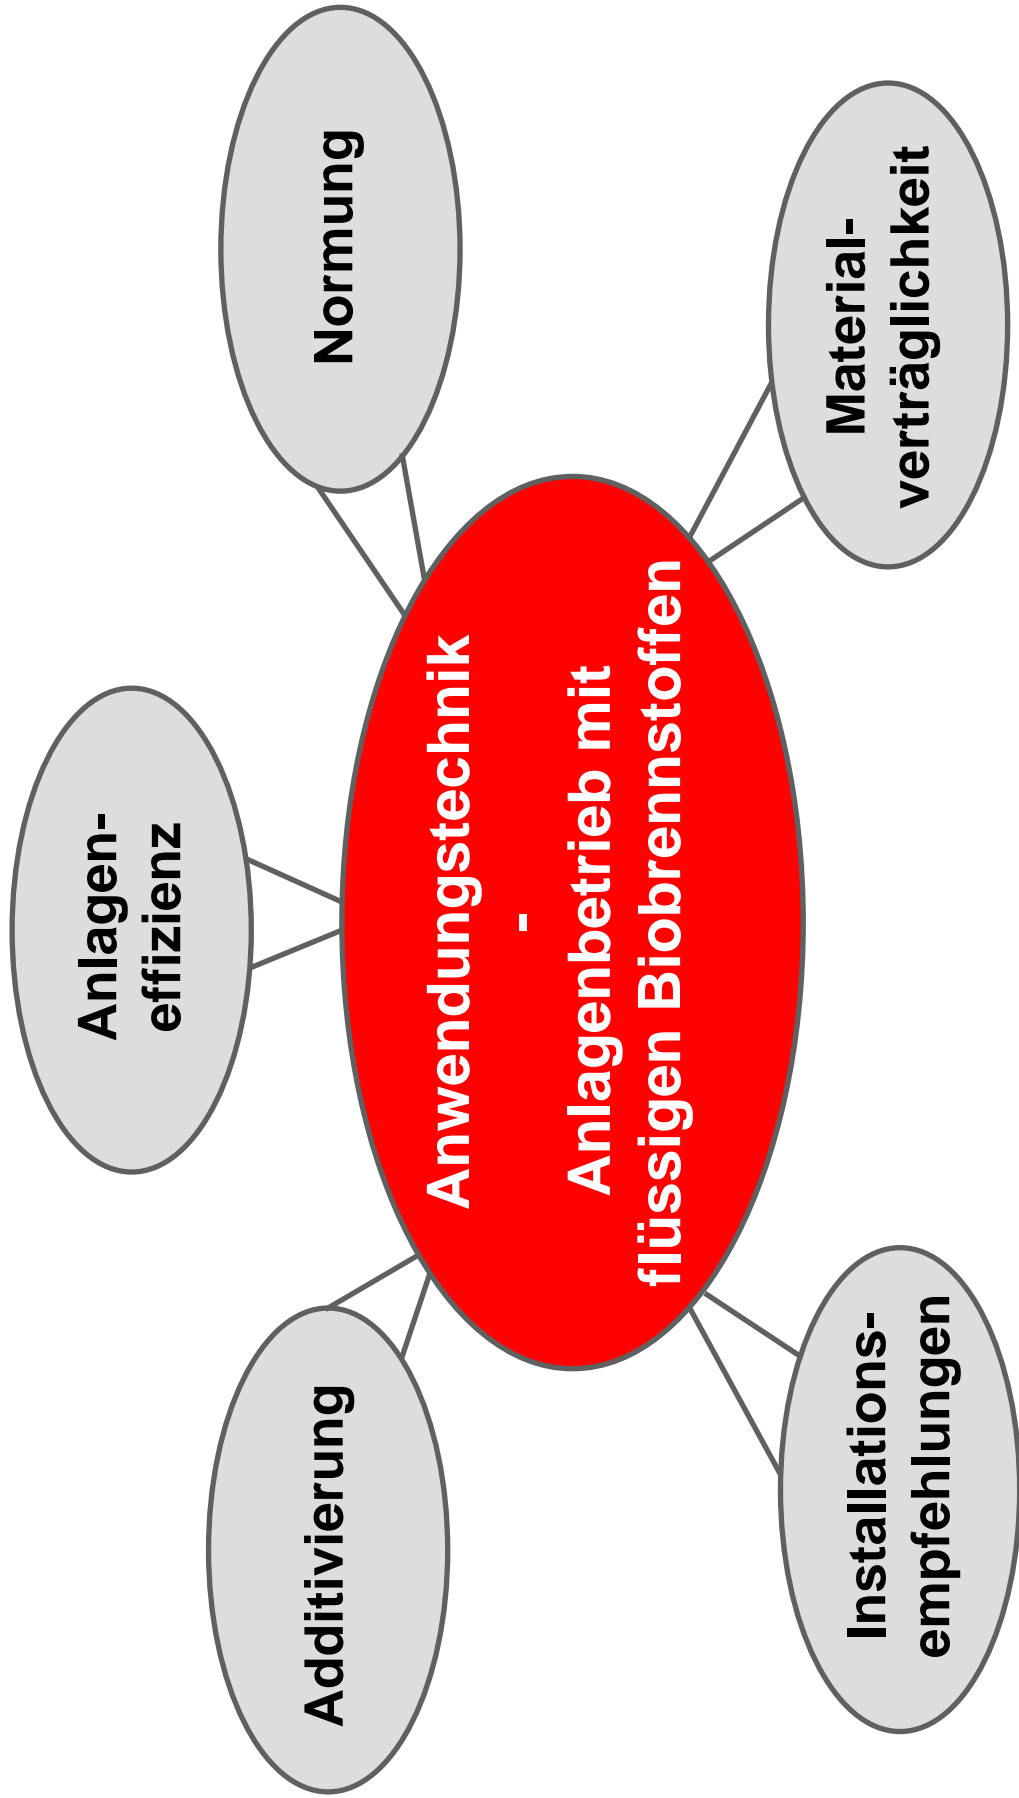 Additivierung
Anlagen-
effizienz
Normung
Anwendungstechnik
-
Anlagenbetrieb mit
flüssigen Biobrennstoffen
Installations-
empfehlungen
Material-
verträglichkeit